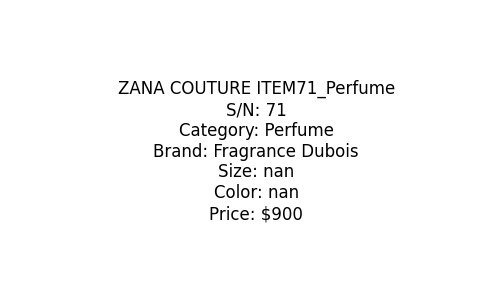 ZANA COUTURE ITEM71_Perfume
S/N: 71
Category: Perfume
Brand: Fragrance Dubois
Size: nan
Color: nan
Price: $900